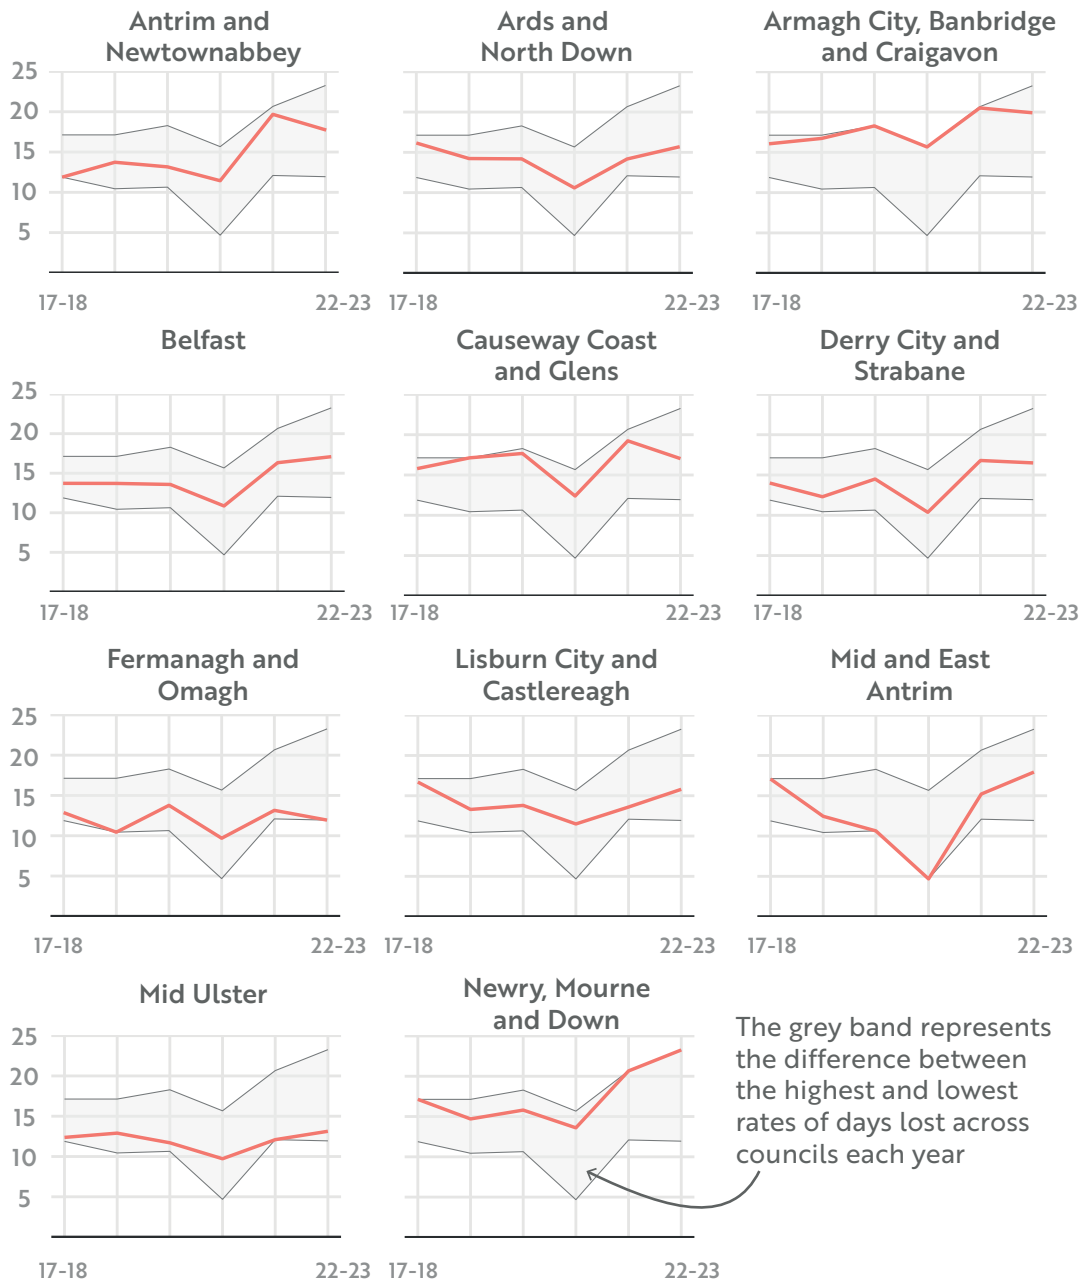 Antrim and
Newtownabbey
Ards and
North Down
Armagh City, Banbridge
and Craigavon
25
20
15
10
5
17-18
22-23
17-18
22-23
17-18
22-23
Belfast
Causeway Coast
and Glens
Derry City and
Strabane
25
20
15
10
5
17-18
22-23
17-18
22-23
17-18
22-23
Fermanagh and
Omagh
Lisburn City and
Castlereagh
Mid and East
Antrim
25
20
15
10
5
17-18
22-23
17-18
22-23
17-18
22-23
Mid Ulster
Newry, Mourne
and Down
25
20
15
10
5
17-18
22-23
17-18
22-23
The grey band represents
the difference between
the highest and lowest
rates of days lost across
councils each year